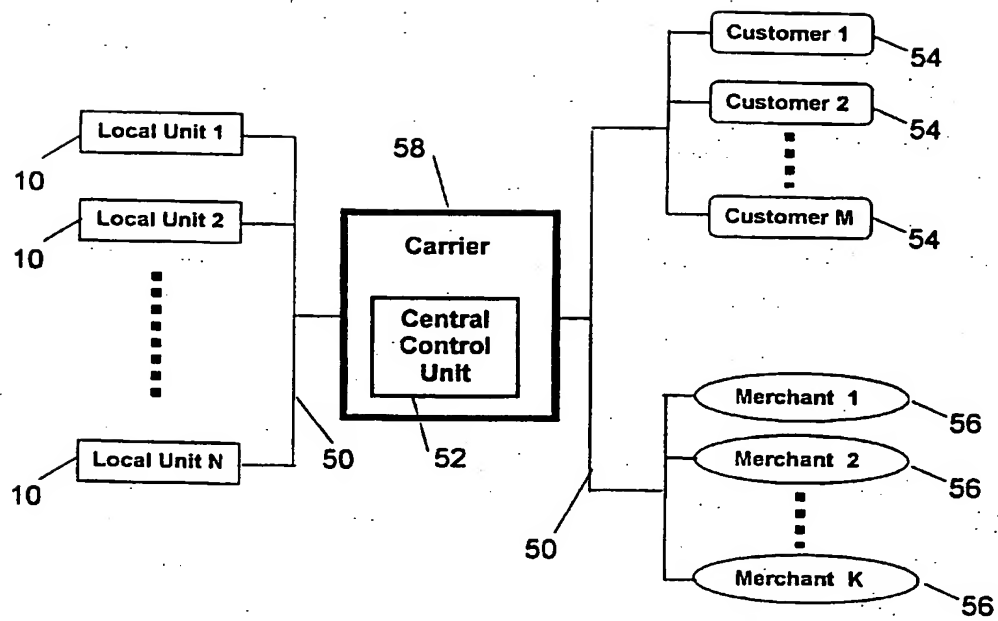 Local Unit 1
10
Local Unit 2
10
Local Unit N
10
50
58
Carrier
Central
Control
Unit
52
Customer 1
54
Customer 2
54
Customer M
54
Merchant 1
56
Merchant 2
56
Merchant K
56
50